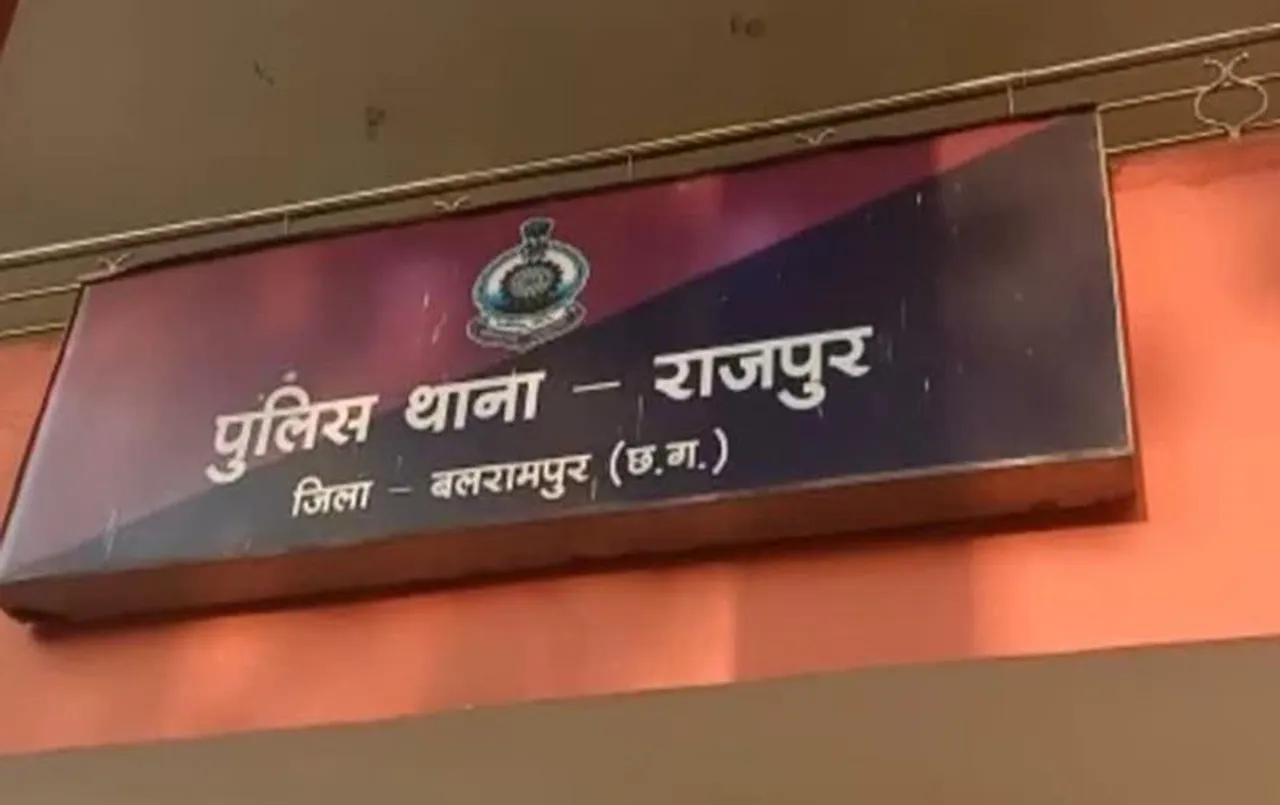 पुलिस थाना - राजपुर
जिला - बलरामपुर (छ.ग.)